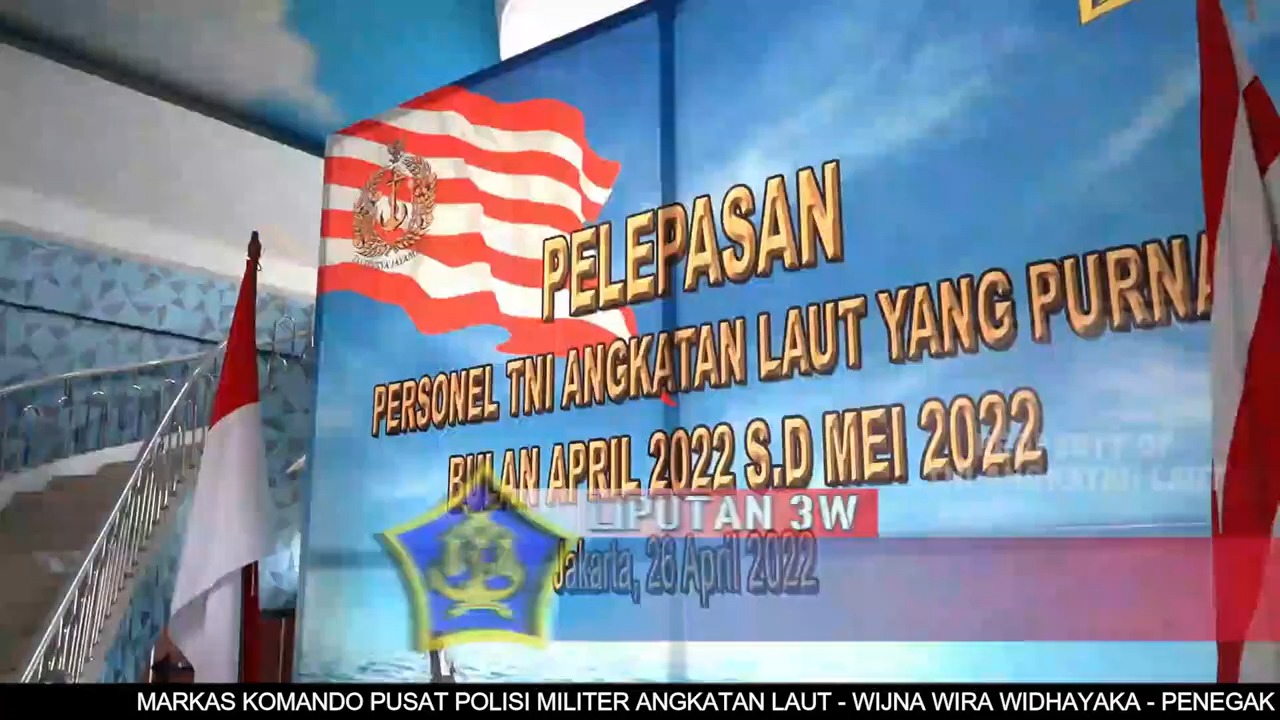 PELEPASAN
PERSONEL TNI ANGKATAN LAUT YANG PURNA
BULAN APRIL 2022 S.D MEI 2022
LIPUTAN 3W
Jakarta, 26 April 2022
MARKAS KOMANDO PUSAT POLISI MILITER ANGKATAN LAUT - WIJNA WIRA WIDHAYAKA - PENEGAK